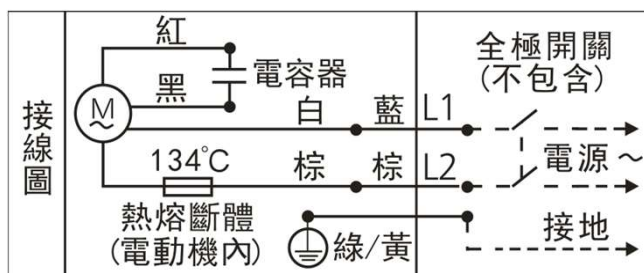 接線圖
紅
黑
電容器
M
~
白
藍
L1
134℃
棕
棕
L2
熱熔斷體
(電動機內)
綠/黃
全極開關
(不包含)
電源~
接地